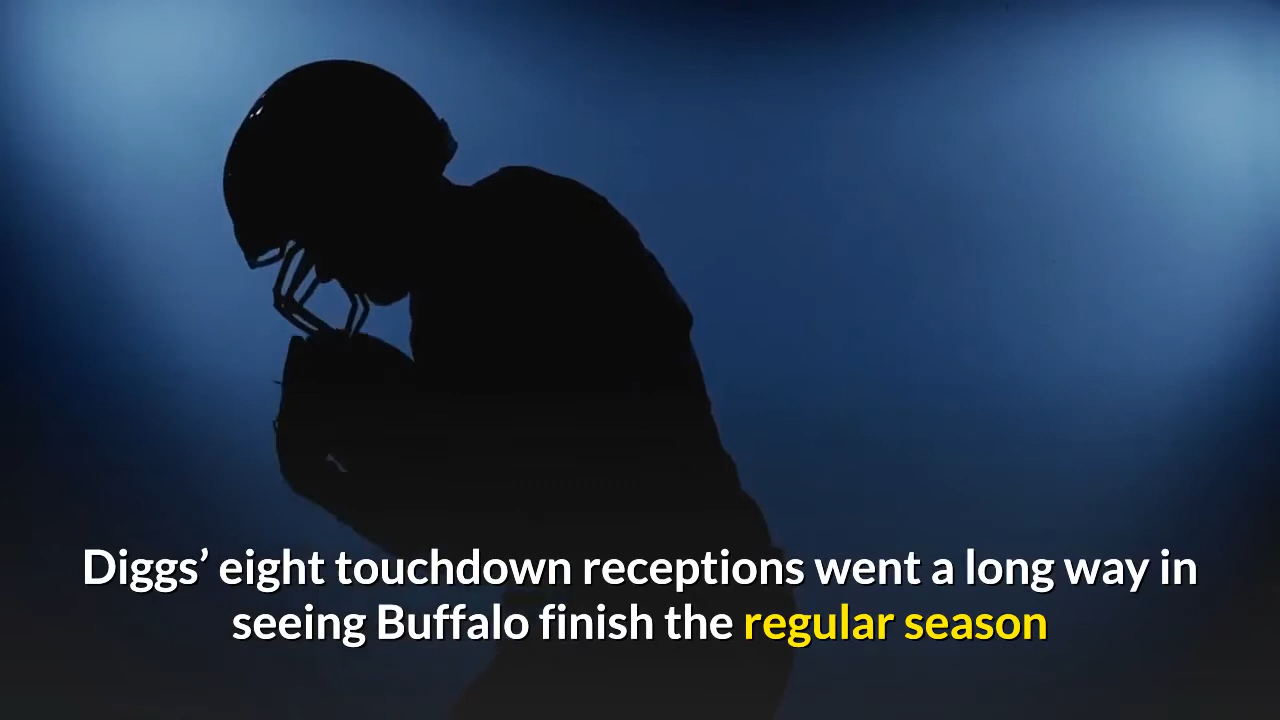 Diggs’ eight touchdown receptions went a long way in
seeing Buffalo finish the regular season